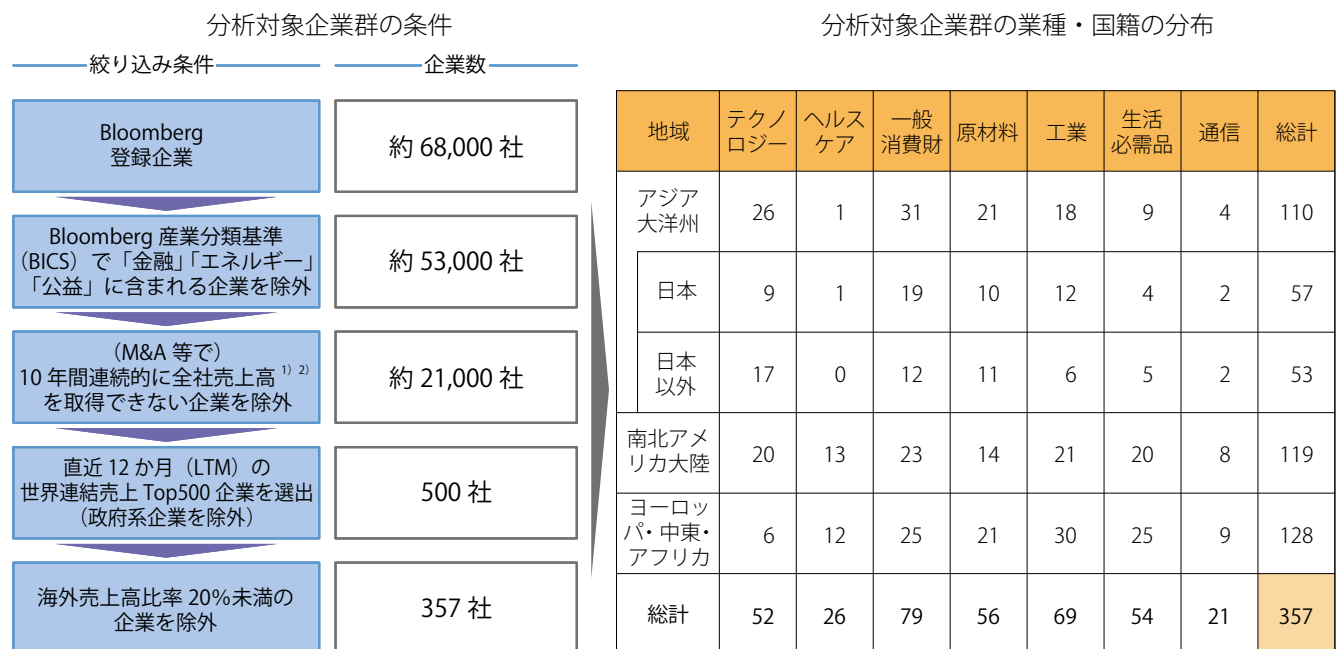 分析対象企業群の条件
絞り込み条件
企業数
Bloomberg
登録企業
約 68,000 社
Bloomberg 産業分類基準
（BICS）で「金融」「エネルギー」
「公益」に含まれる企業を除外
約 53,000 社
（M&A 等で）
10 年間連続的に全社売上高 1) 2)
を取得できない企業を除外
約 21,000 社
直近 12 か月（LTM）の
世界連結売上 Top500 企業を選出
（政府系企業を除外）
500 社
海外売上高比率 20％未満の
企業を除外
357 社
分析対象企業群の業種・国籍の分布
地域
テクノ
ロジー
ヘルス
ケア
一般
消費財
原材料
工業
生活
必需品
通信
総計
アジア
大洋州
26
1
31
21
18
9
4
110
日本
9
1
19
10
12
4
2
57
日本
以外
17
0
12
11
6
5
2
53
南北アメ
リカ大陸
20
13
23
14
21
20
8
119
ヨーロッ
パ・中東・
アフリカ
6
12
25
21
30
25
9
128
総計
52
26
79
56
69
54
21
357